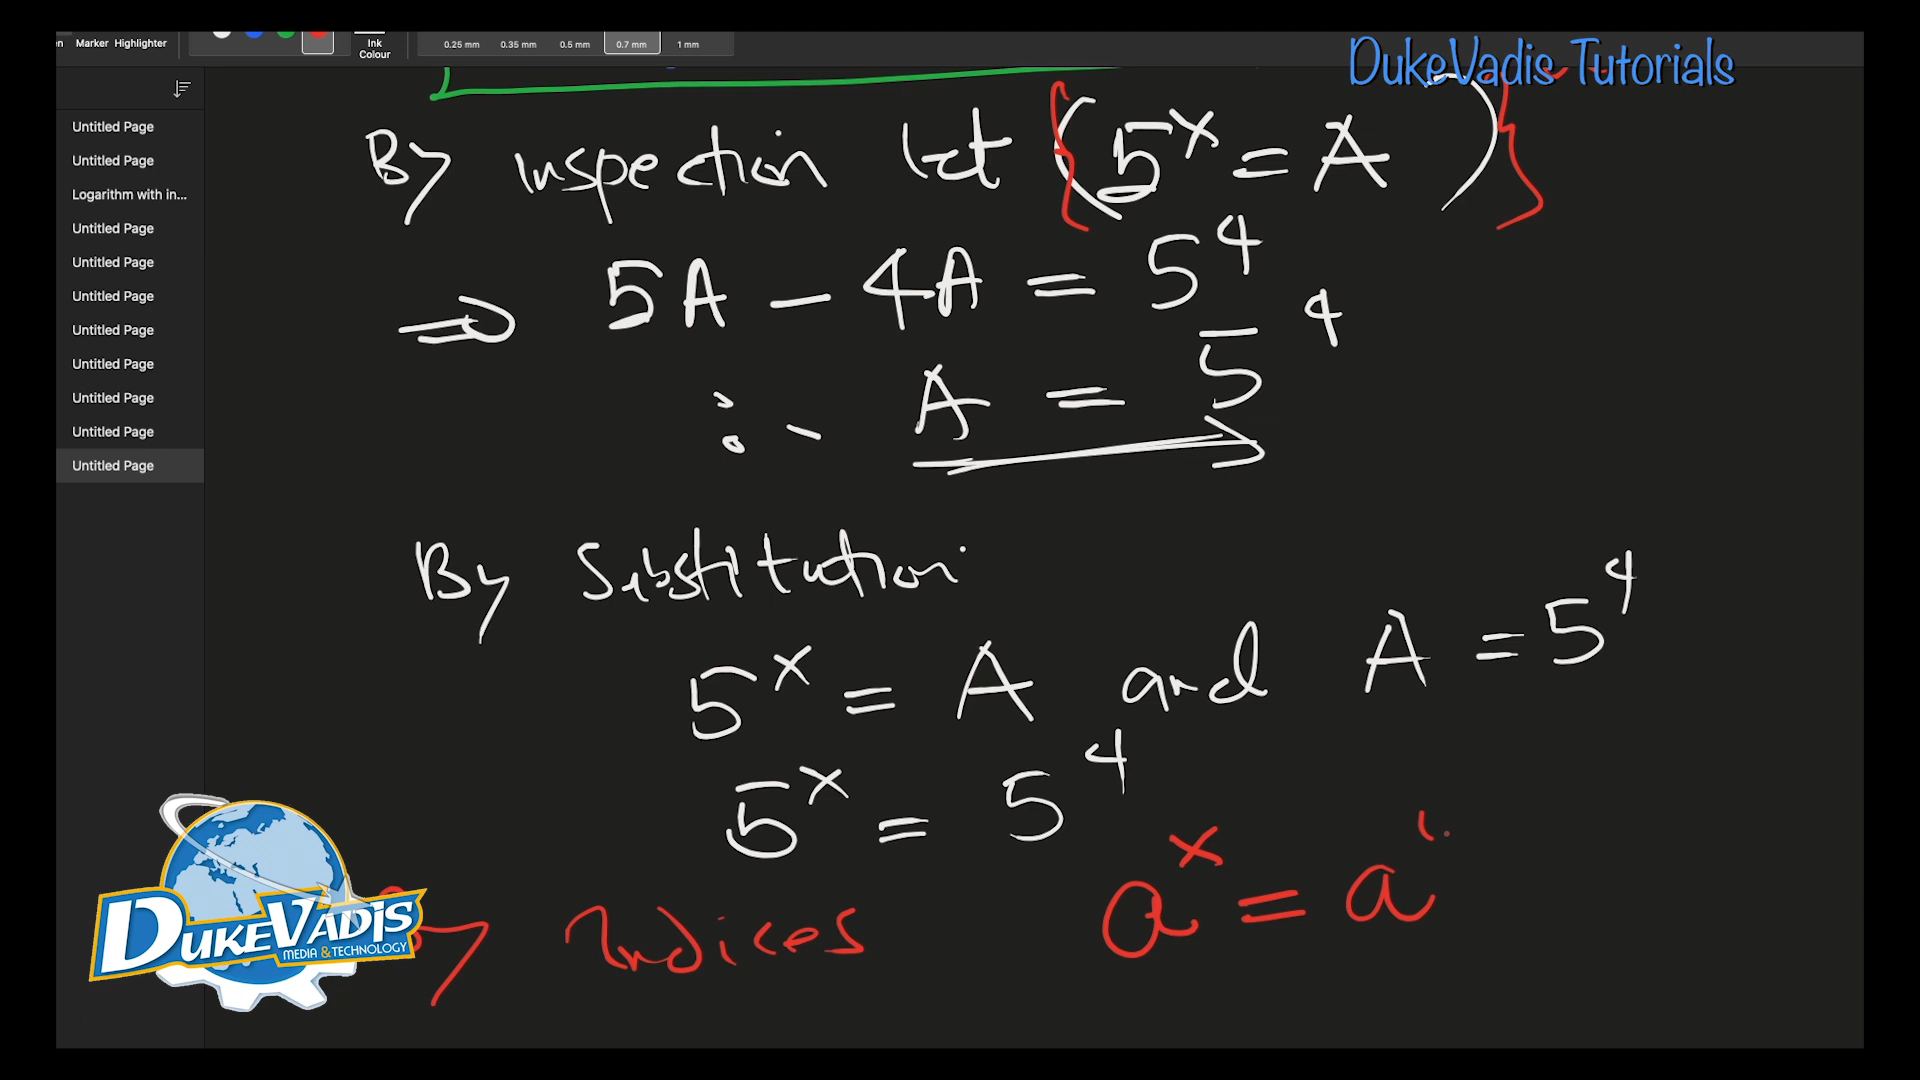 Marker Highlighter
Ink
Colour
0.25 mm 0.35 mm 0.5 mm 0.7 mm 1 mm
DukeVadis Tutorials
Untitled Page
Untitled Page
Logarithm with in...
Untitled Page
Untitled Page
Untitled Page
Untitled Page
Untitled Page
Untitled Page
Untitled Page
Untitled Page
By inspection let {(5^x = A)}
⇒ 5A - 4A = 5^4
∴ - A = 5^4
By Substitution
5^x = A and A = 5^4
5^x = 5^4
By Indices a^x = a
DUKEVADIS
MEDIA & TECHNOLOGY